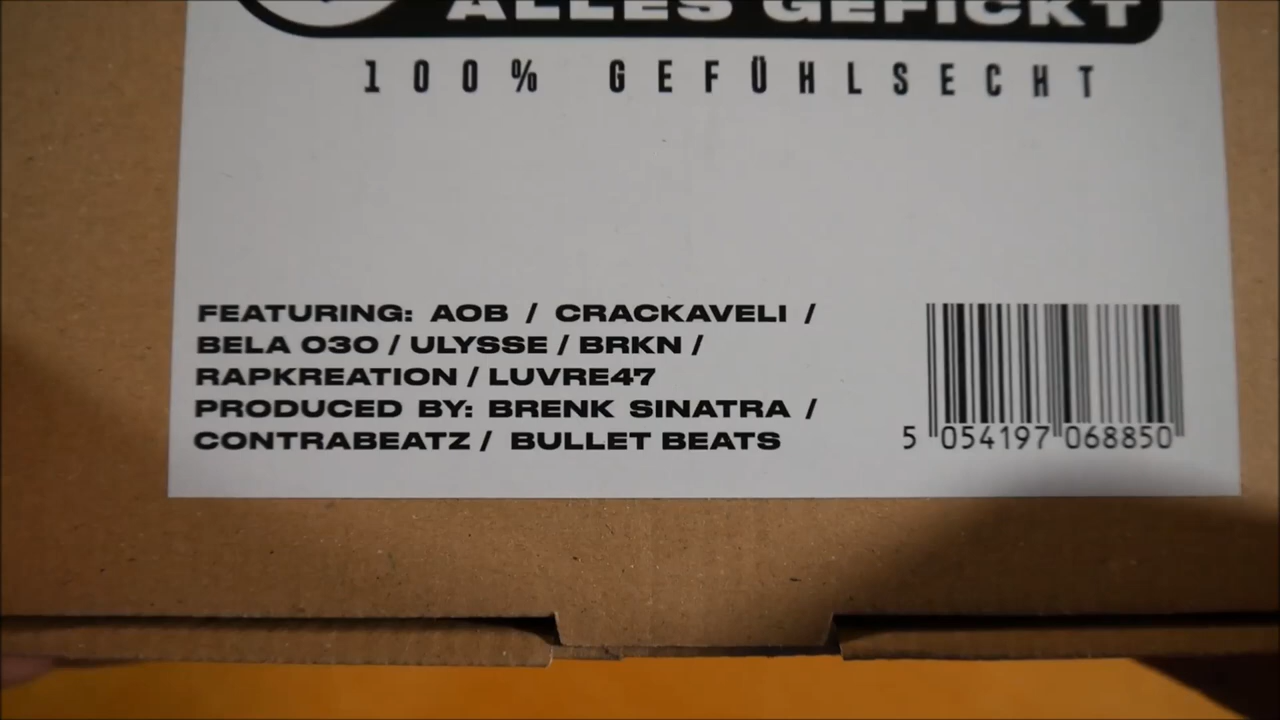 ALLES GEFICKT
100% GEFÜHLSECHT
FEATURING: AOB / CRACKAVELI /
BELA 030 / ULYSSE / BRKN /
RAPKREATION / LUVRE47
PRODUCED BY: BRENK SINATRA /
CONTRABEATZ / BULLET BEATS
5 054197 068850